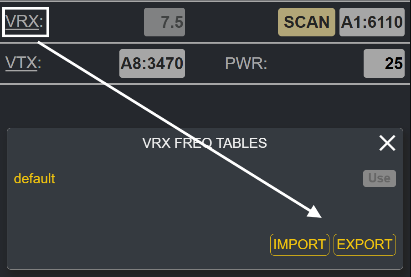 VRX: 7.5 SCAN A1:6110
VTX: A8:3470 PWR: 25
VRX FREQ TABLES
default Use
IMPORT EXPORT